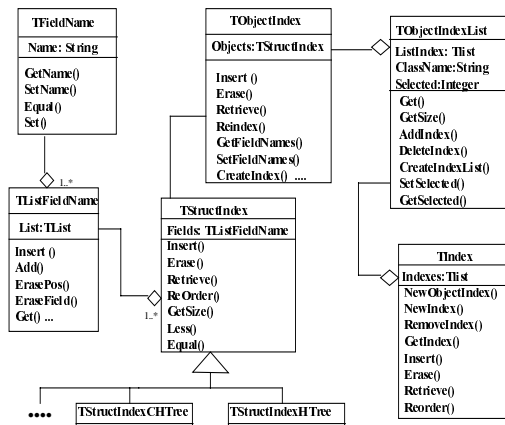 TFieldName
Name: String
GetName()
SetName()
Equal()
Set()
1..*
TListFieldName
List:TList
Insert ()
Add()
ErasePos()
EraseField()
Get() ...
TObjectIndex
Objects:TStructIndex
Insert ()
Erase()
Retrieve()
Reindex()
GetFieldNames()
SetFieldNames()
CreateIndex() ....
TStructIndex
Fields: TListFieldName
Insert()
Erase()
Retrieve()
ReOrder()
GetSize()
Less()
Equal()
1..*
....
TStructIndexCHTree
TStructIndexHTree
TObjectIndexList
ListIndex: Tlist
ClassName:String
Selected:Integer
Get()
GetSize()
AddIndex()
DeleteIndex()
CreateIndexList()
SetSelected()
GetSelected()
TIndex
Indexes:Tlist
NewObjectIndex()
NewIndex()
RemoveIndex()
GetIndex()
Insert()
Erase()
Retrieve()
Reorder()